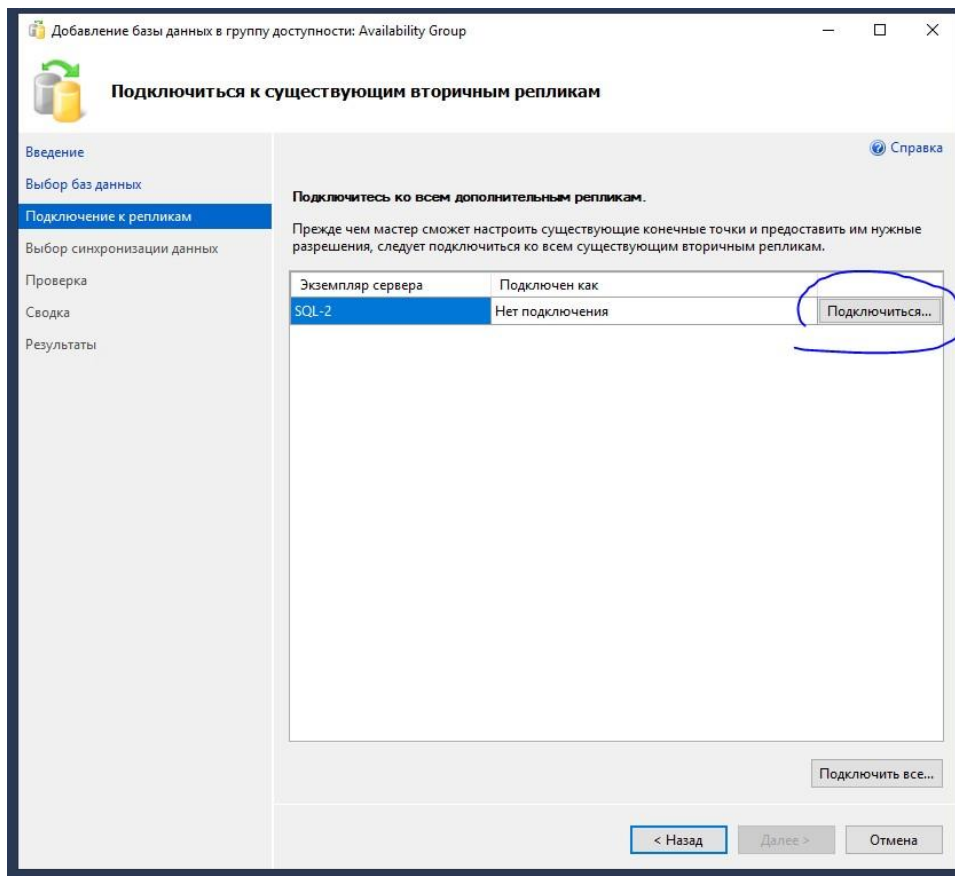 Добавление базы данных в группу доступности: Availability Group
Подключиться к существующим вторичным репликам
Введение
Выбор баз данных
Подключение к репликам
Выбор синхронизации данных
Проверка
Сводка
Результаты
Справка
Подключитесь ко всем дополнительным репликам.
Прежде чем мастер сможет настроить существующие конечные точки и предоставить им нужные
разрешения, следует подключиться ко всем существующим вторичным репликам.
Экземпляр сервера Подключен как
SQL-2 Нет подключения Подключиться...
Подключить все...
< Назад Далее > Отмена